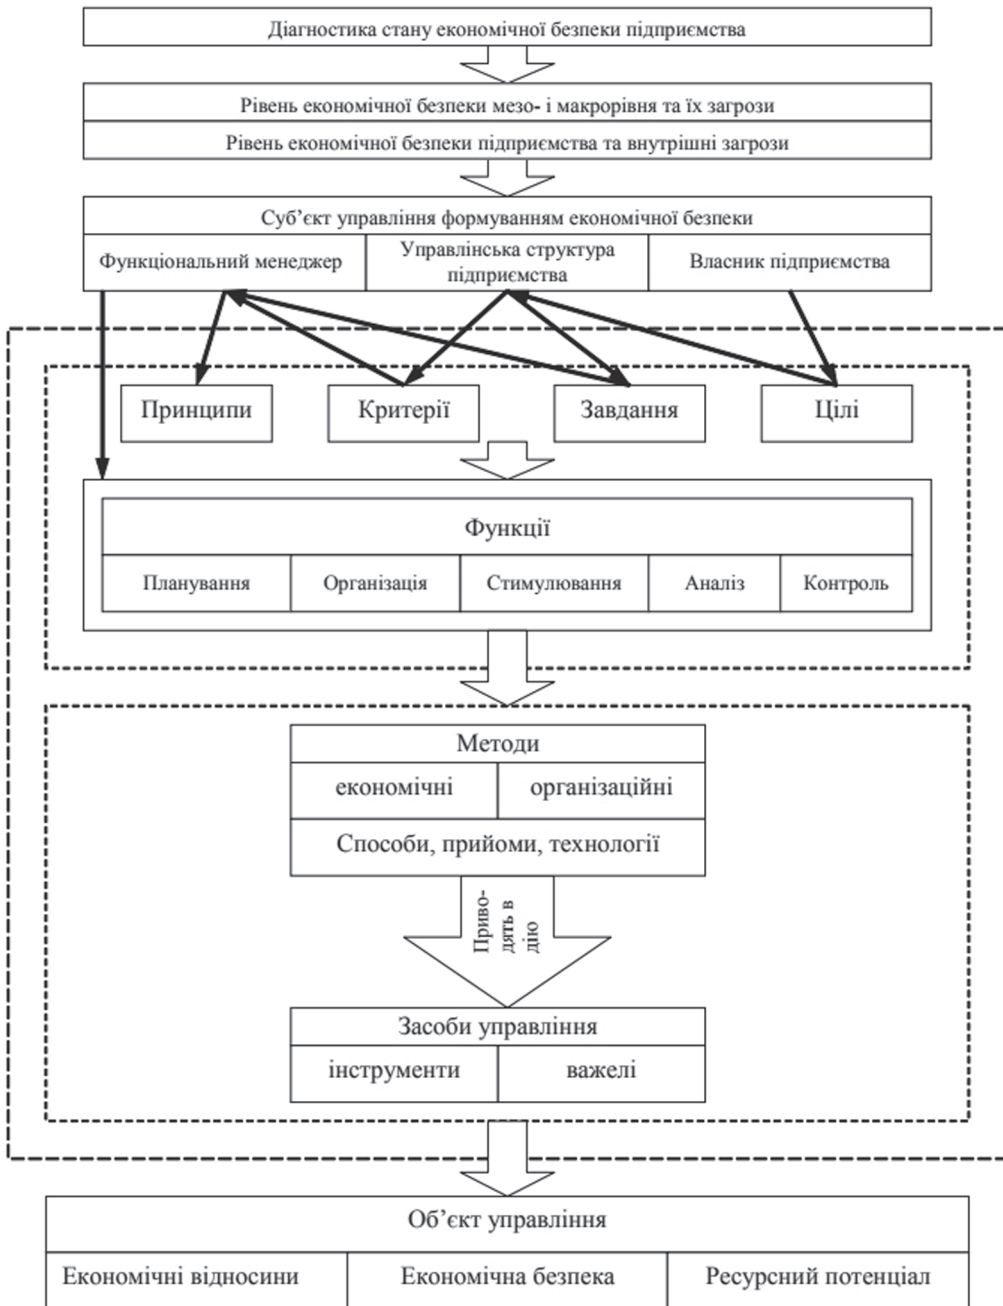 Діагностика стану економічної безпеки підприємства
Рівень економічної безпеки мезо- і макрорівня та їх загрози
Рівень економічної безпеки підприємства та внутрішні загрози
Суб’єкт управління формуванням економічної безпеки
Функціональний менеджер
Управлінська структура
підприємства
Власник підприємства
Принципи
Критерії
Завдання
Цілі
Функції
Планування
Організація
Стимулювання
Аналіз
Контроль
Методи
економічні
організаційні
Способи, прийоми, технології
Приво-
дять в
дію
Засоби управління
інструменти
важелі
Об’єкт управління
Економічні відносини
Економічна безпека
Ресурсний потенціал